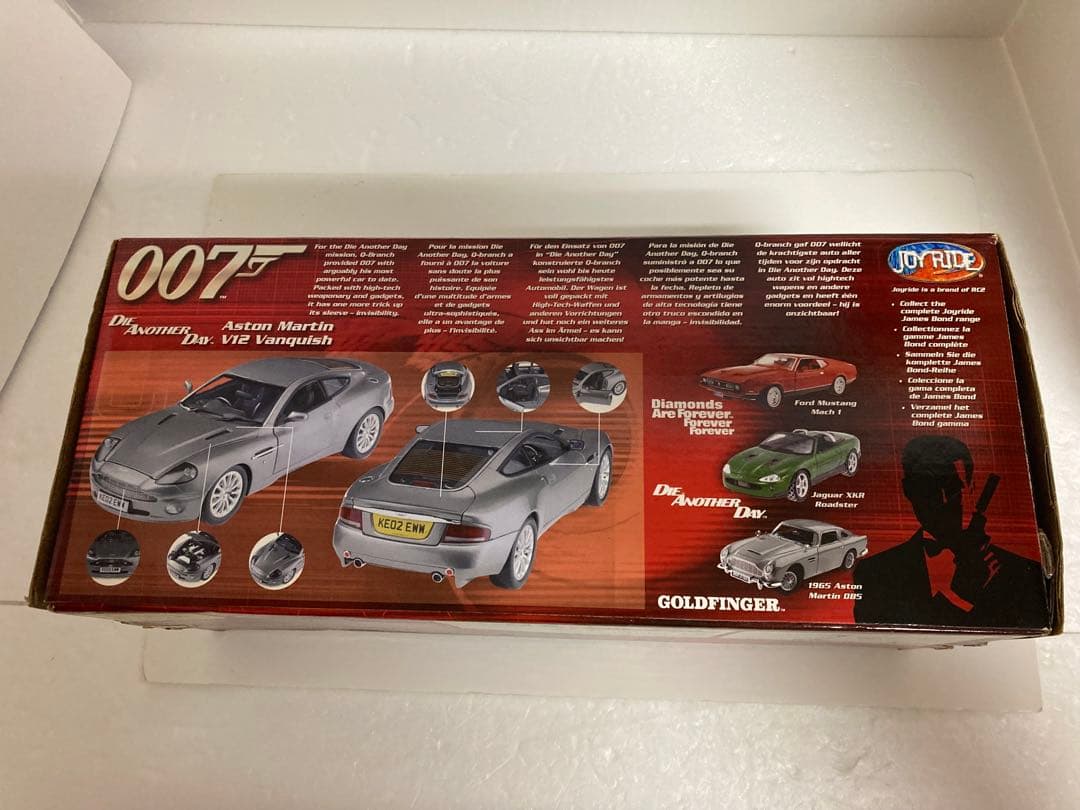 007
™
DIE
ANOTHER
DAY.
Aston Martin
V12 Vanquish
For the Die Another Day
mission, Q-Branch
provided 007 with
arguably his most
powerful car to date.
Packed with high-tech
weaponary and gadgets,
it has one more trick up
its sleeve – invisibility.
Pour la mission Die
Another Day, Q-branch a
fourni à 007 la voiture
sans doute la plus
puissante de son
histoire. Equipée
d'une multitude d'armes
et de gadgets
ultra-sophistiqués,
elle a un avantage de
plus – l'invisibilité.
Für den Einsatz von 007
in "Die Another Day"
konstruierte Q-branch
sein wohl bis heute
leistungsfähigstes
Automobil. Der Wagen ist
voll gepackt mit
High-Tech-Waffen und
anderen Vorrichtungen
und hat noch ein weiteres
Ass im Ärmel – es kann
sich unsichtbar machen!
Para la misión de Die
Another Day, Q-branch
suministró a 007 lo que
posiblemente sea su
coche más potente hasta
la fecha. Repleto de
armamentos y artilugios
de alta tecnología tiene
otro truco escondido en
la manga – invisibilidad.
Q-branch gaf 007 wellicht
de krachtigste auto aller
tijden voor zijn opdracht
in Die Another Day. Deze
auto zit vol hightech
wapens en andere
gadgets en heeft één
enorm voordeel – hij is
onzichtbaar!
JOY RIDE
Joyride is a brand of RC2
• Collect the
complete Joyride
James Bond range
• Collectionnez la
gamme James
Bond complète
• Sammeln Sie die
komplette James
Bond-Reihe
• Coleccione la
gama completa
de James Bond
• Verzamel het
complete James
Bond gamma
KE02 EWW
KE02 EWW
Diamonds
Are Forever.
Forever
Forever
Ford Mustang
Mach 1
DIE
ANOTHER
DAY.
Jaguar XKR
Roadster
GOLDFINGER™
1965 Aston
Martin DB5